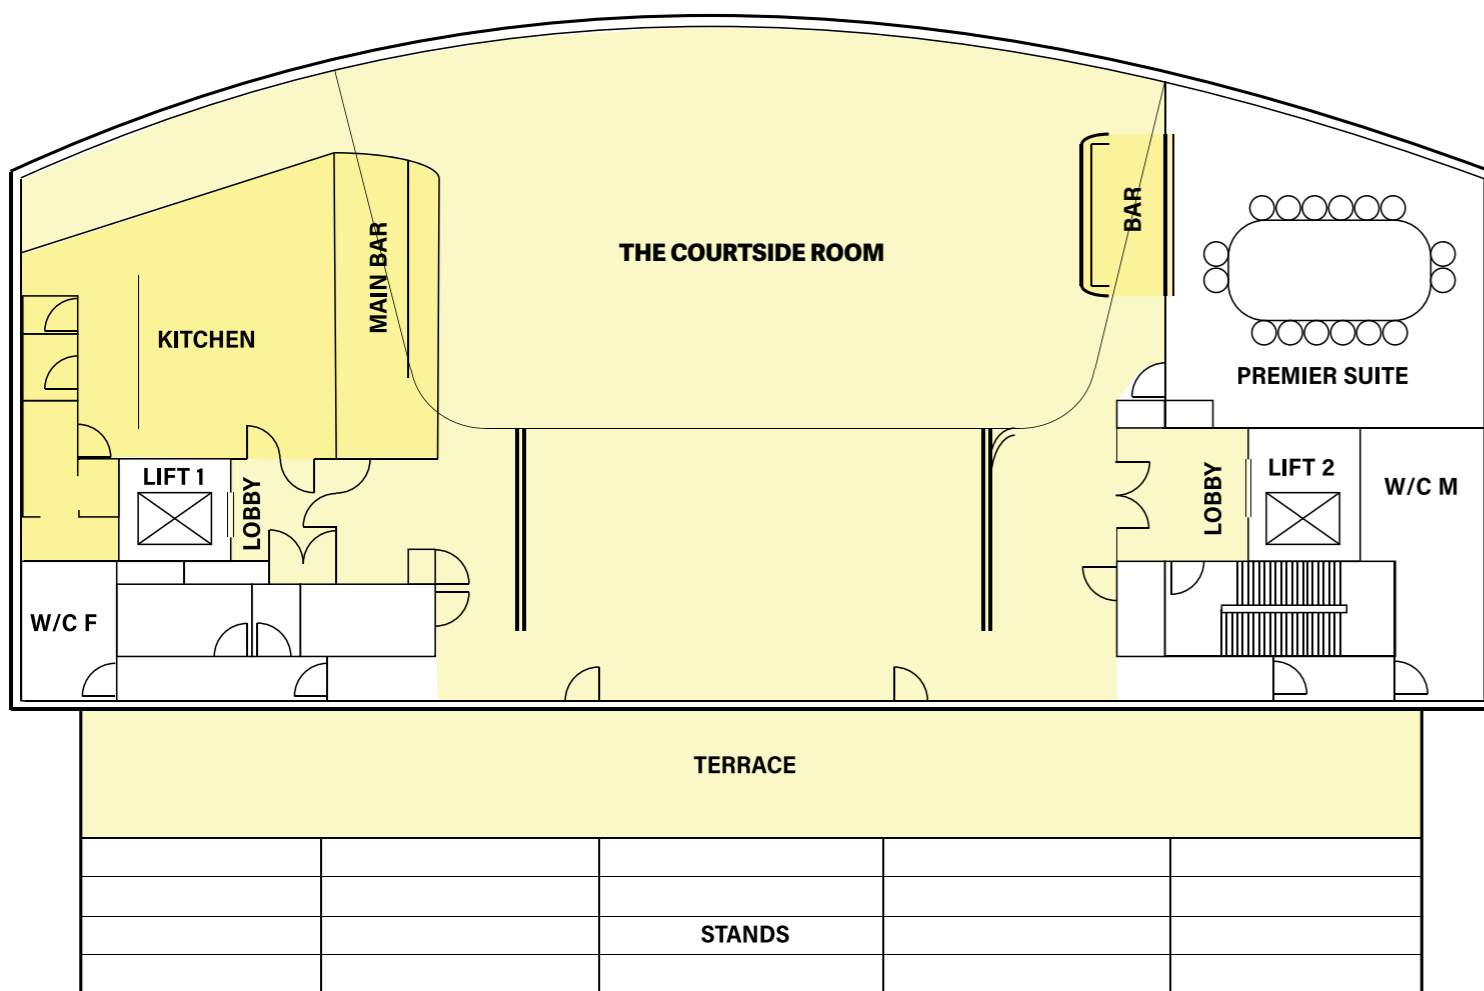 THE COURTSIDE ROOM
BAR
MAIN BAR
KITCHEN
PREMIER SUITE
LIFT 1
LOBBY
LOBBY
LIFT 2
W/C M
W/C F
TERRACE
STANDS